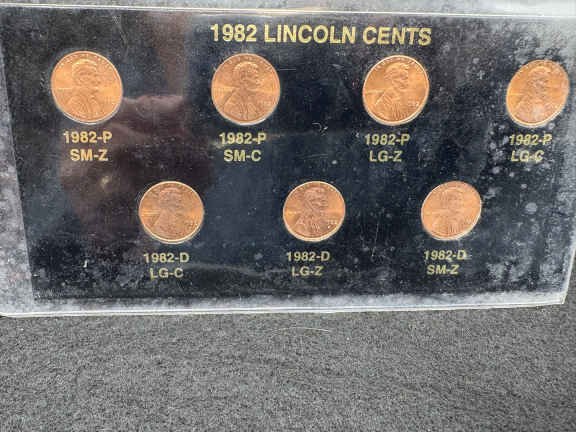 1982 LINCOLN CENTS
1982-P
SM-Z
1982-P
SM-C
1982-P
LG-Z
1982-P
LG-C
1982-D
LG-C
1982-D
LG-Z
1982-D
SM-Z